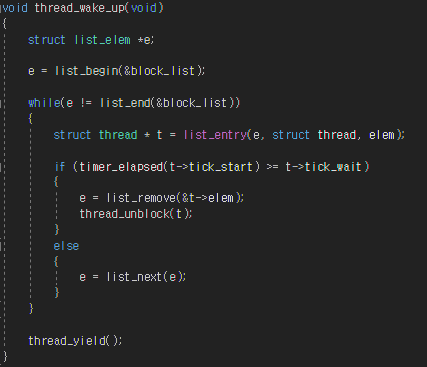 void thread_wake_up(void)
{
struct list_elem *e;
e = list_begin(&block_list);
while(e != list_end(&block_list))
{
struct thread * t = list_entry(e, struct thread, elem);
if (timer_elapsed(t->tick_start) >= t->tick_wait)
{
e = list_remove(&t->elem);
thread_unblock(t);
}
else
{
e = list_next(e);
}
}
thread_yield();
}